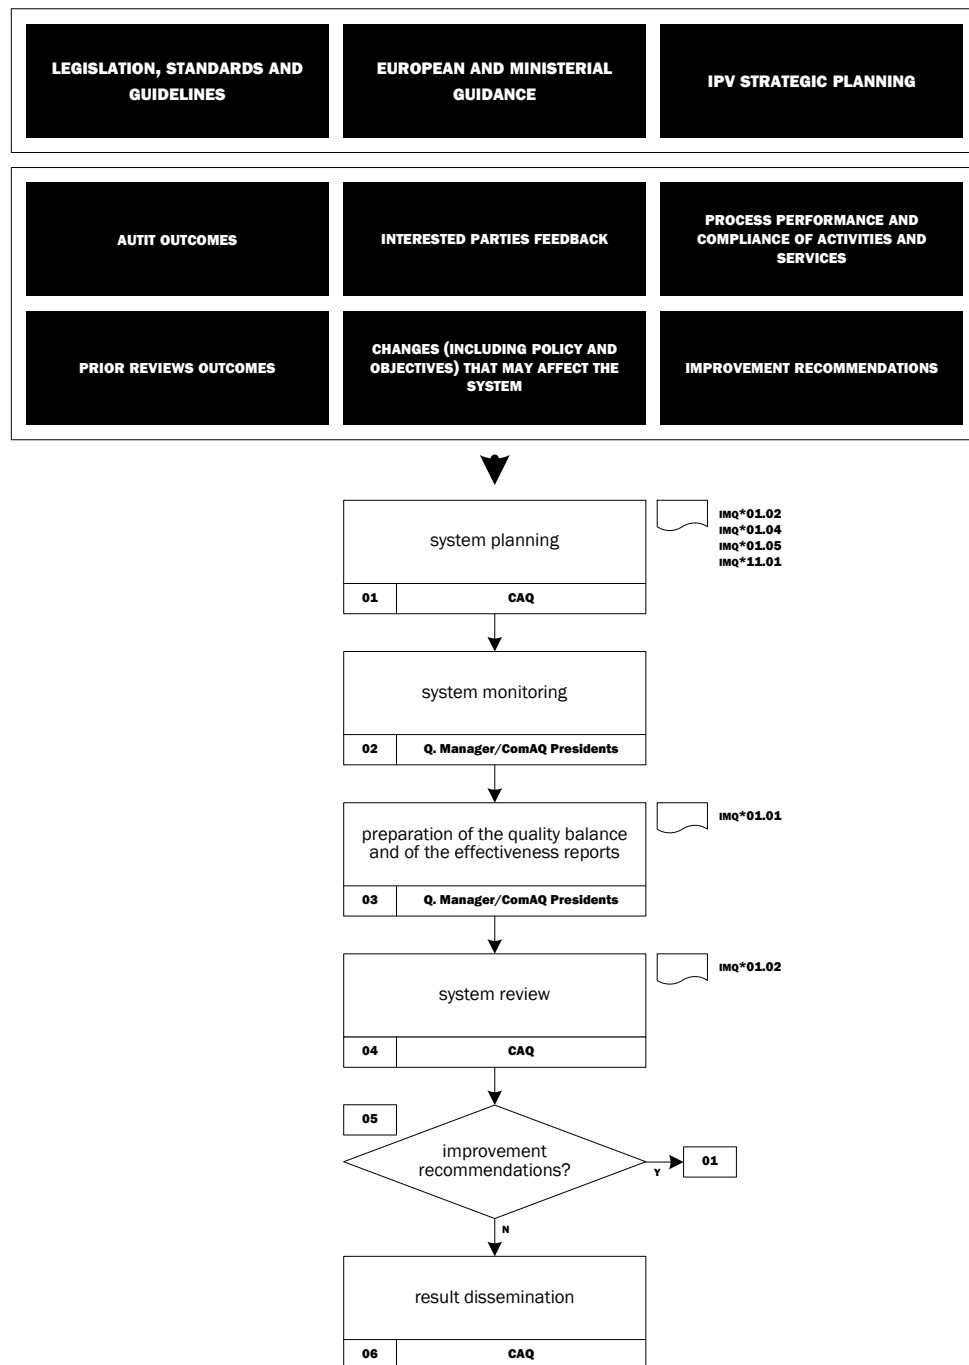 LEGISLATION, STANDARDS AND
GUIDELINES
EUROPEAN AND MINISTERIAL
GUIDANCE
IPV STRATEGIC PLANNING
AUTIT OUTCOMES
INTERESTED PARTIES FEEDBACK
PROCESS PERFORMANCE AND
COMPLIANCE OF ACTIVITIES AND
SERVICES
PRIOR REVIEWS OUTCOMES
CHANGES (INCLUDING POLICY AND
OBJECTIVES) THAT MAY AFFECT THE
SYSTEM
IMPROVEMENT RECOMMENDATIONS
system planning
01 CAQ
IMQ*01.02
IMQ*01.04
IMQ*01.05
IMQ*11.01
system monitoring
02 Q. Manager/ComAQ Presidents
preparation of the quality balance
and of the effectiveness reports
03 Q. Manager/ComAQ Presidents
IMQ*01.01
system review
04 CAQ
IMQ*01.02
05
improvement
recommendations?
Y
01
N
result dissemination
06 CAQ